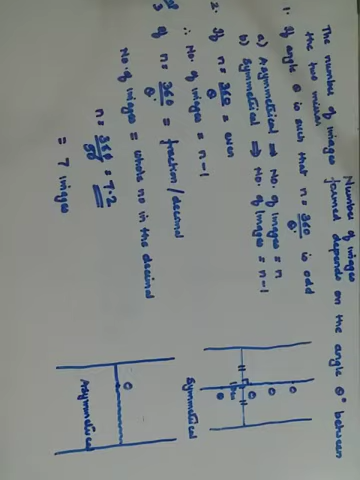 Number of images
The number of images formed depends on the angle θ° between
the two
1. If angle θ is such that n = 360/θ is odd
a) Asymmetrical ⇒ No. of Images = n
b) Symmetrical ⇒ No. of Images = n-1
2. If n = 360/θ = even
∴ No. of images = n-1
3 If n = 360/θ = fraction/decimal
No. of images = whole no in the decimal
n = 360/50 = 7.2
= 7 images
Symmetrical
Asymmetrical